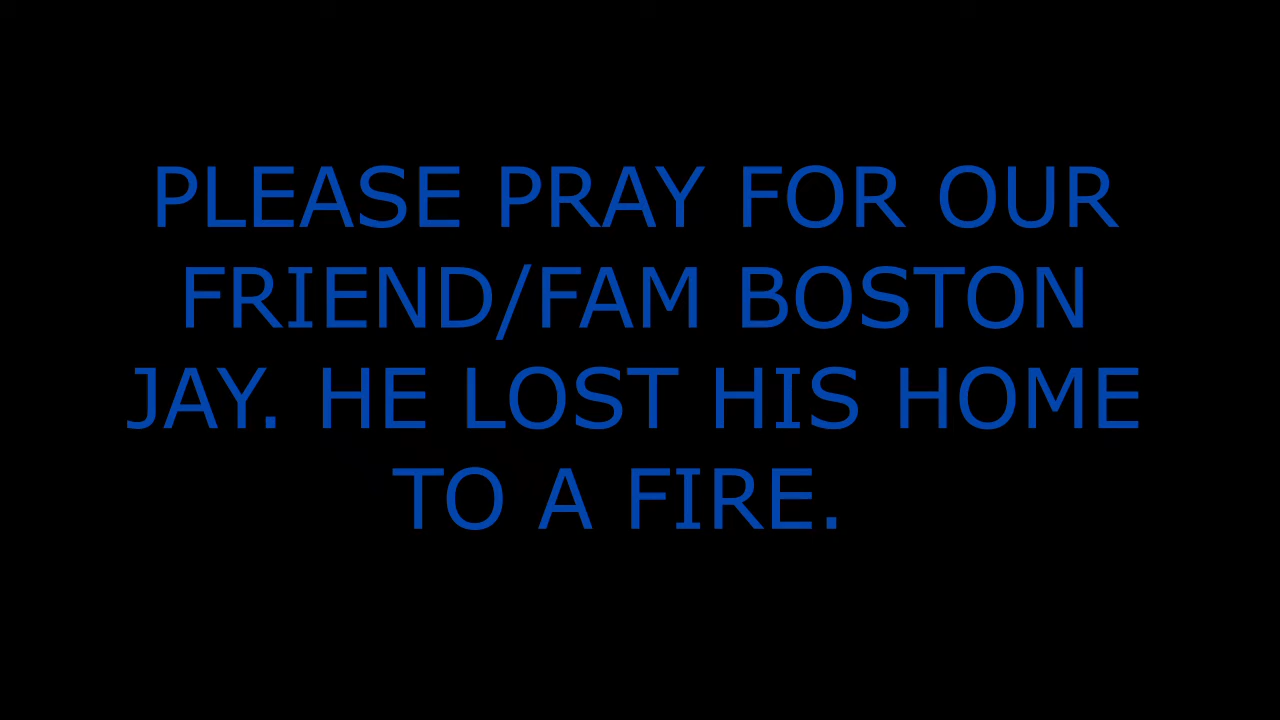 PLEASE PRAY FOR OUR
FRIEND/FAM BOSTON
JAY. HE LOST HIS HOME
TO A FIRE.